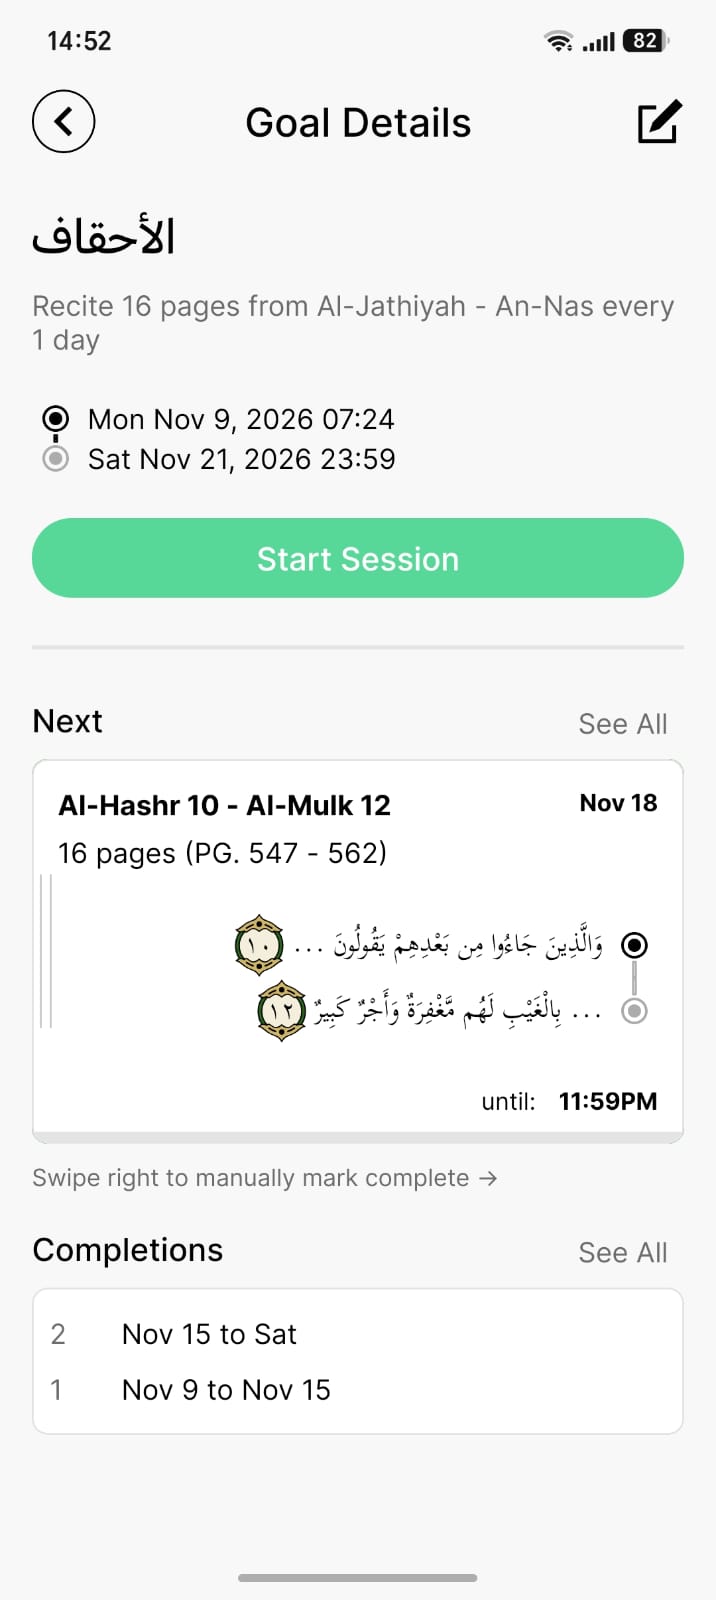 14:52
82
Goal Details
الأحقاف
Recite 16 pages from Al-Jathiyah - An-Nas every
1 day
Mon Nov 9, 2026 07:24
Sat Nov 21, 2026 23:59
Start Session
Next
See All
Al-Hashr 10 - Al-Mulk 12
Nov 18
16 pages (PG. 547 - 562)
وَالَّذِينَ جَاءُوا مِن بَعْدِهِمْ يَقُولُونَ ... ١٠
... بِالْغَيْبِ لَهُم مَّغْفِرَةٌ وَأَجْرٌ كَبِيرٌ ١٢
until: 11:59PM
Swipe right to manually mark complete →
Completions
See All
2 Nov 15 to Sat
1 Nov 9 to Nov 15